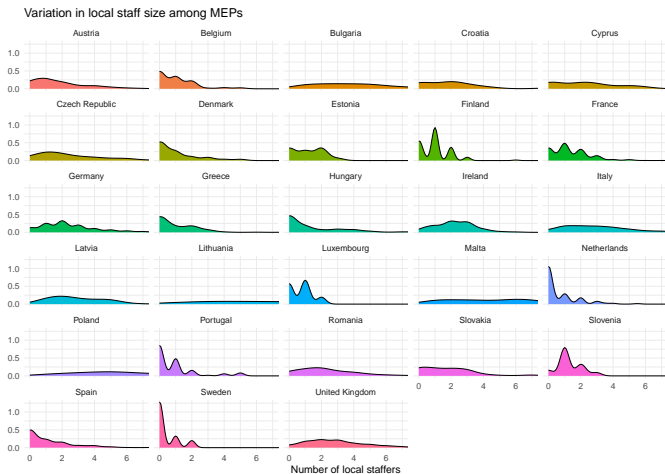 Variation in local staff size among MEPs
Austria Belgium Bulgaria Croatia Cyprus
1.0
0.5
0.0
Czech Republic Denmark Estonia Finland France
1.0
0.5
0.0
Germany Greece Hungary Ireland Italy
1.0
0.5
0.0
Latvia Lithuania Luxembourg Malta Netherlands
1.0
0.5
0.0
Poland Portugal Romania Slovakia Slovenia
1.0
0.5
0.0
0 2 4 6 0 2 4 6
Spain Sweden United Kingdom
1.0
0.5
0.0
0 2 4 6 0 2 4 6 0 2 4 6
Number of local staffers